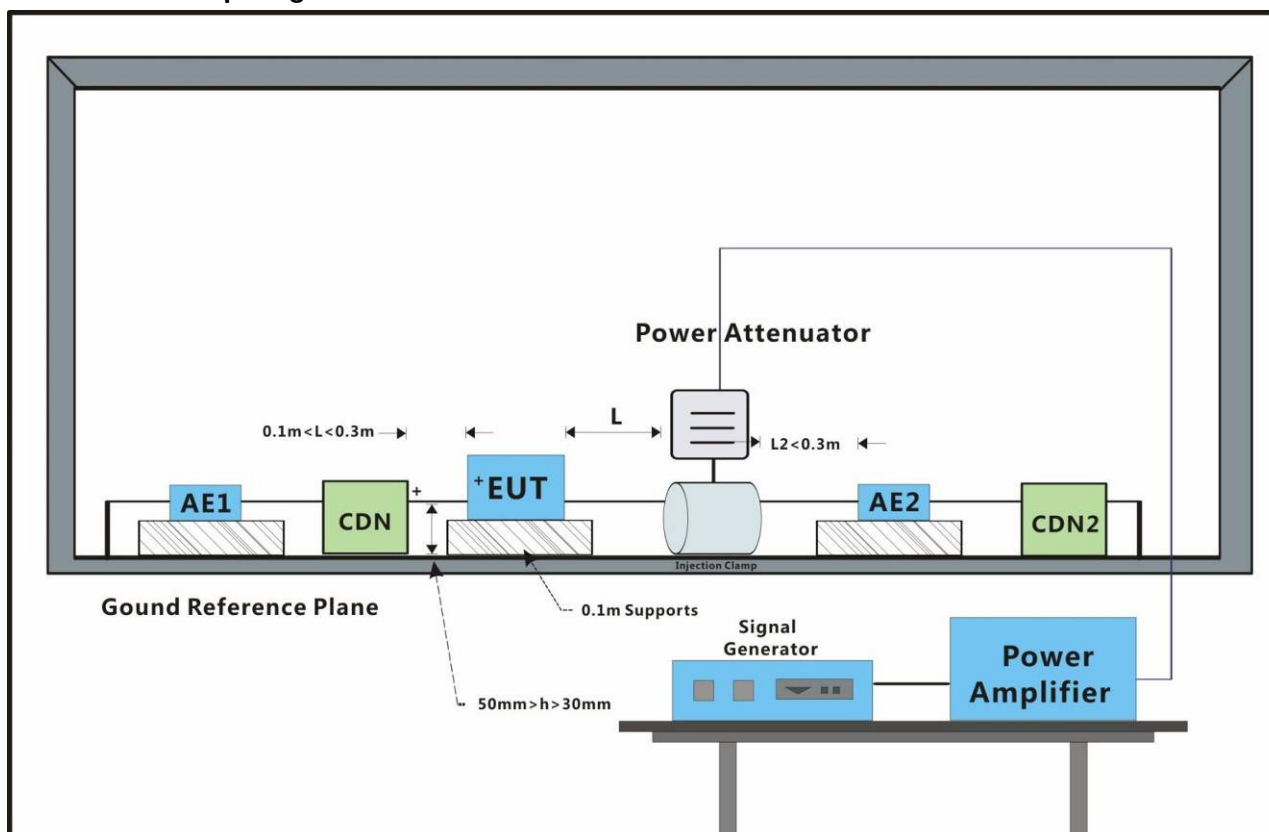 Power Attenuator
0.1m<L<0.3m
L
L2<0.3m
AE1
CDN
+
+EUT
AE2
CDN2
Injection Clamp
Gound Reference Plane
0.1m Supports
50mm>h>30mm
Signal
Generator
Power
Amplifier